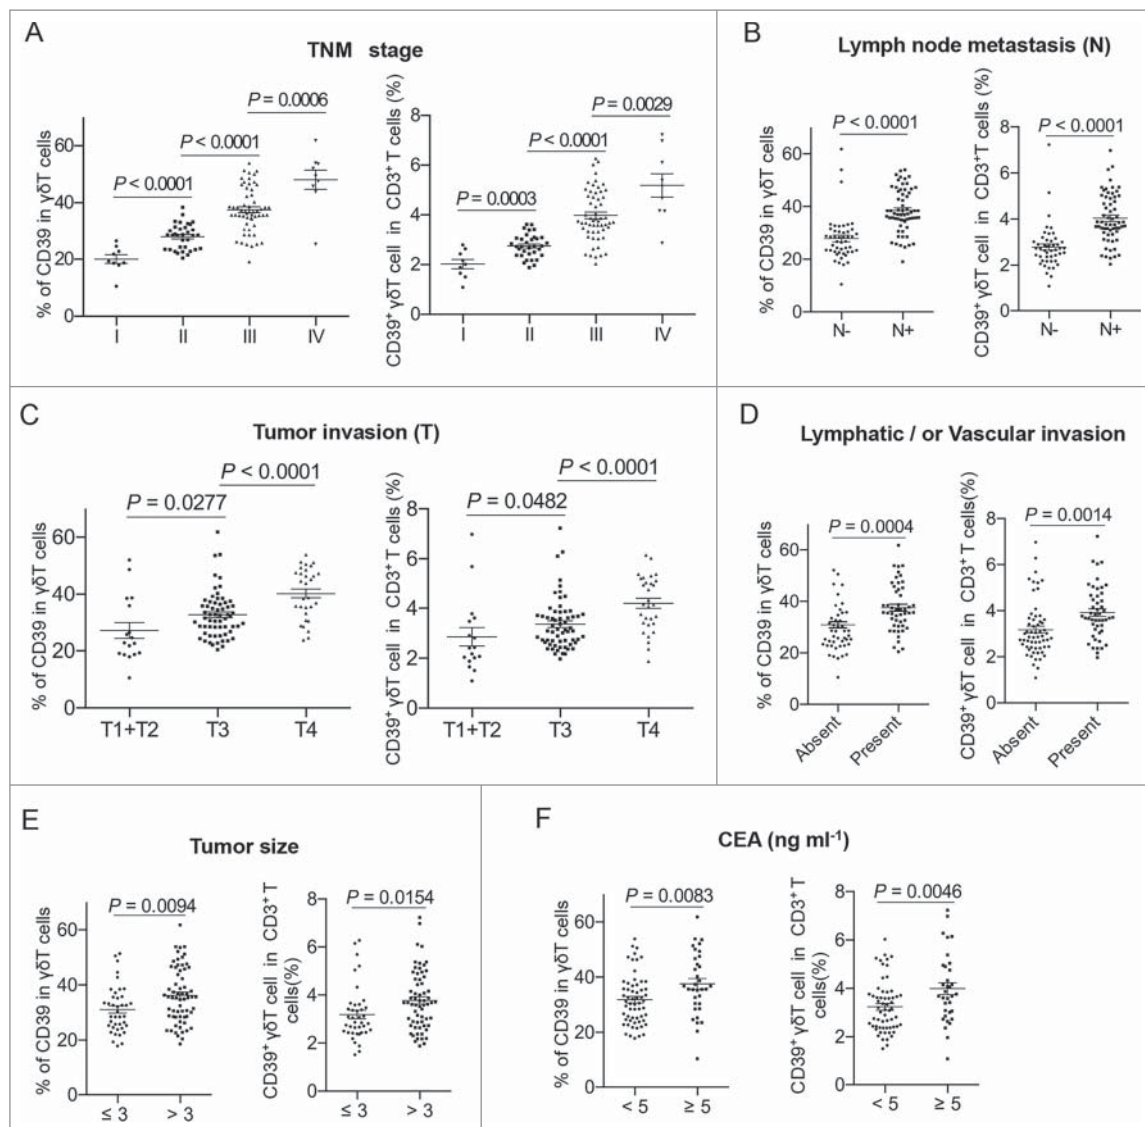 A
TNM stage
% of CD39 in γδT cells
60
40
20
0
P < 0.0001
P < 0.0001
P = 0.0006
I II III IV
CD39⁺ γδT cell in CD3⁺ T cells (%)
8
6
4
2
0
P = 0.0003
P < 0.0001
P = 0.0029
I II III IV
B
Lymph node metastasis (N)
% of CD39 in γδT cells
60
40
20
0
P < 0.0001
N- N+
CD39⁺ γδT cell in CD3⁺ T cells (%)
8
6
4
2
0
P < 0.0001
N- N+
C
Tumor invasion (T)
% of CD39 in γδT cells
60
40
20
0
P = 0.0277
P < 0.0001
T1+T2 T3 T4
CD39⁺ γδT cell in CD3⁺ T cells (%)
8
6
4
2
0
P = 0.0482
P < 0.0001
T1+T2 T3 T4
D
Lymphatic / or Vascular invasion
% of CD39 in γδT cells
60
40
20
0
P = 0.0004
Absent Present
CD39⁺ γδT cell in CD3⁺ T cells(%)
8
6
4
2
0
P = 0.0014
Absent Present
E
Tumor size
% of CD39 in γδT cells
60
40
20
0
P = 0.0094
≤ 3 > 3
CD39⁺ γδT cell in CD3⁺ T
cells(%)
8
6
4
2
0
P = 0.0154
≤ 3 > 3
F
CEA (ng ml⁻¹)
% of CD39 in γδT cells
60
40
20
0
P = 0.0083
< 5 ≥ 5
CD39⁺ γδT cell in CD3⁺ T
cells(%)
8
6
4
2
0
P = 0.0046
< 5 ≥ 5